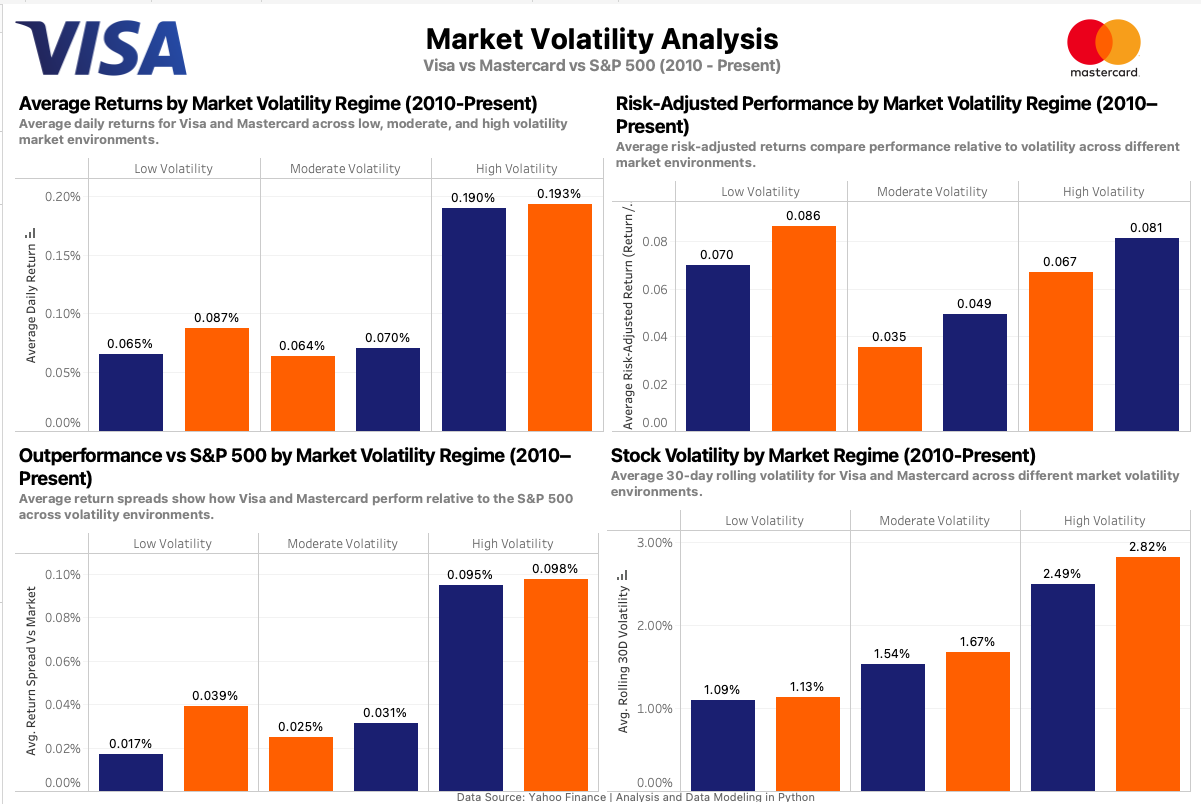 VISA
Market Volatility Analysis
Visa vs Mastercard vs S&P 500 (2010 - Present)
mastercard.
Average Returns by Market Volatility Regime (2010-Present)
Average daily returns for Visa and Mastercard across low, moderate, and high volatility
market environments.
Low Volatility
Moderate Volatility
High Volatility
Average Daily Return
0.20%
0.15%
0.10%
0.05%
0.00%
0.065%
0.087%
0.064%
0.070%
0.190%
0.193%
Risk-Adjusted Performance by Market Volatility Regime (2010–
Present)
Average risk-adjusted returns compare performance relative to volatility across different
market environments.
Low Volatility
Moderate Volatility
High Volatility
Average Risk-Adjusted Return (Return /.
0.08
0.06
0.04
0.02
0.00
0.070
0.086
0.035
0.049
0.067
0.081
Outperformance vs S&P 500 by Market Volatility Regime (2010–
Present)
Average return spreads show how Visa and Mastercard perform relative to the S&P 500
across volatility environments.
Low Volatility
Moderate Volatility
High Volatility
Avg. Return Spread Vs Market
0.10%
0.08%
0.06%
0.04%
0.02%
0.00%
0.017%
0.039%
0.025%
0.031%
0.095%
0.098%
Stock Volatility by Market Regime (2010-Present)
Average 30-day rolling volatility for Visa and Mastercard across different market volatility
environments.
Low Volatility
Moderate Volatility
High Volatility
Avg. Rolling 30D Volatility
3.00%
2.00%
1.00%
0.00%
1.09%
1.13%
1.54%
1.67%
2.49%
2.82%
Data Source: Yahoo Finance | Analysis and Data Modeling in Python